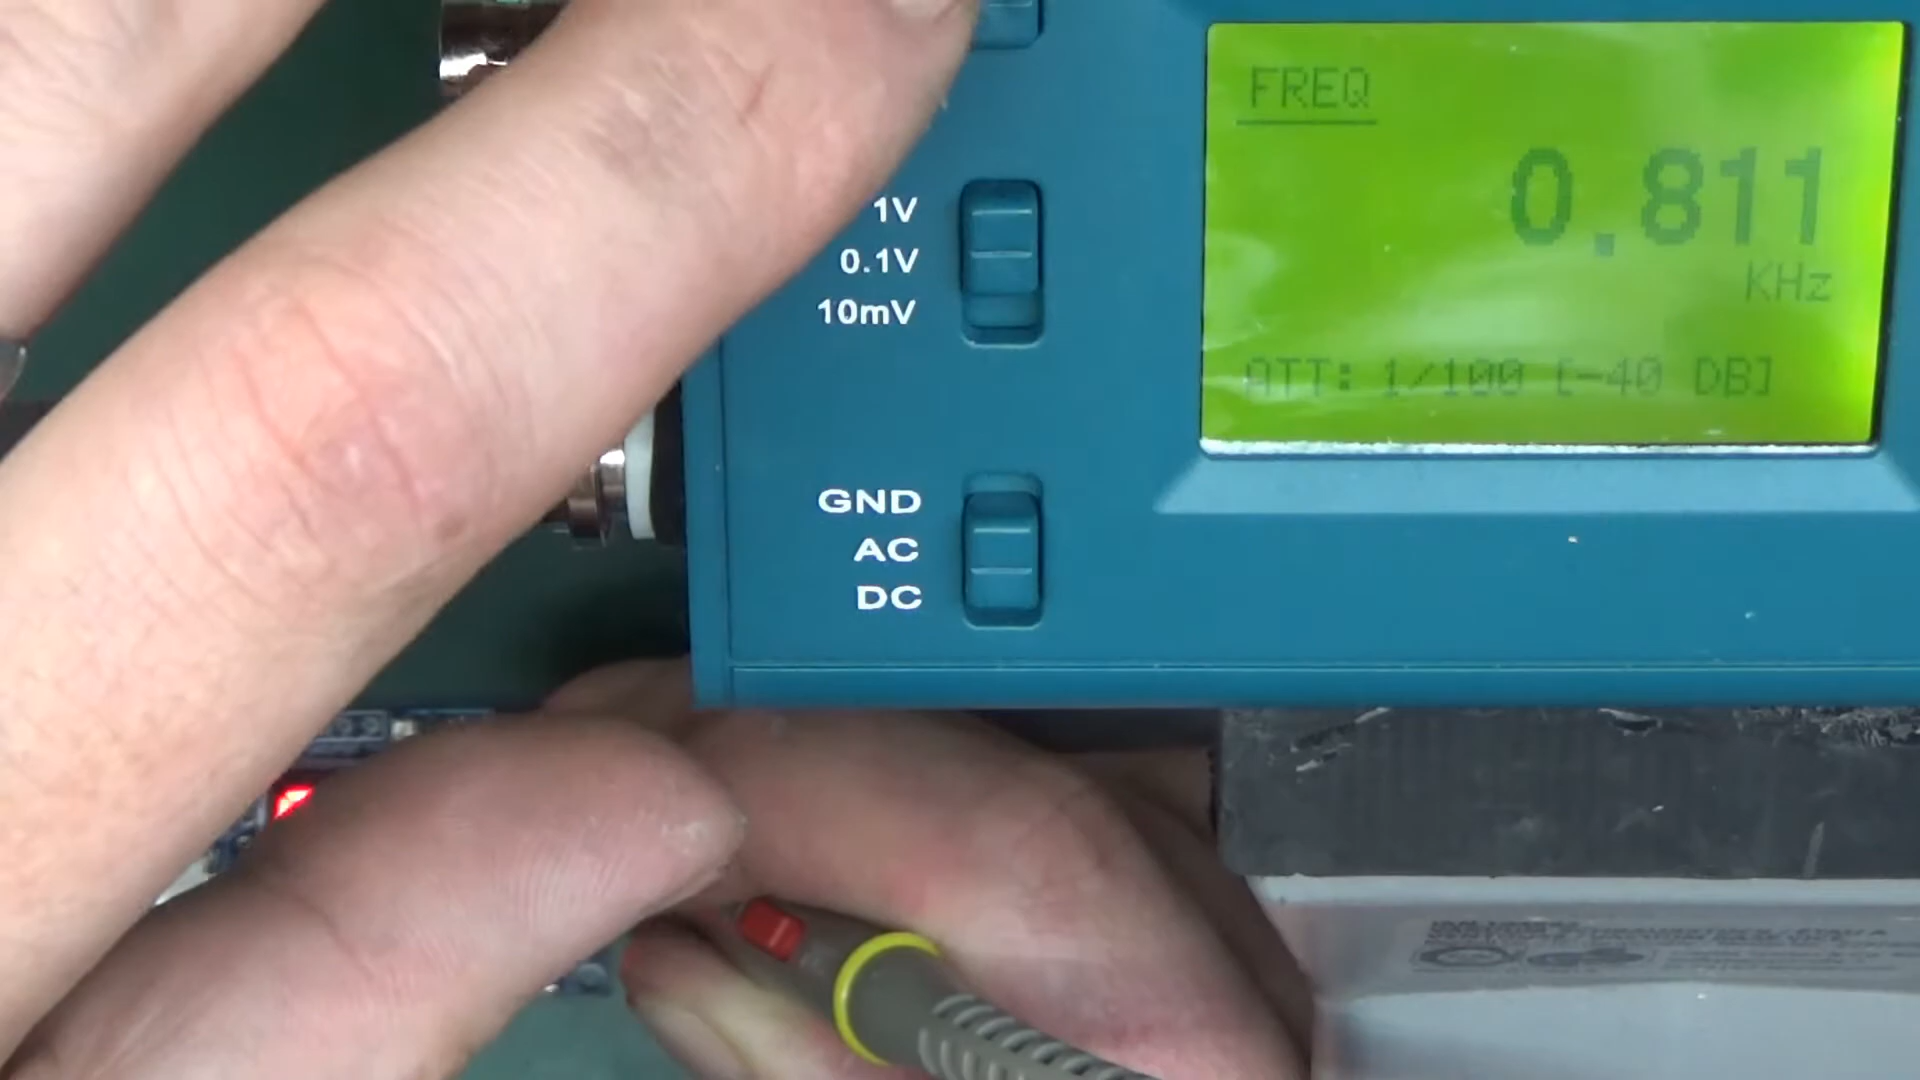 FREQ
0.811
KHz
ATT: 1/100 [-40 DB]
1V
0.1V
10mV
GND
AC
DC